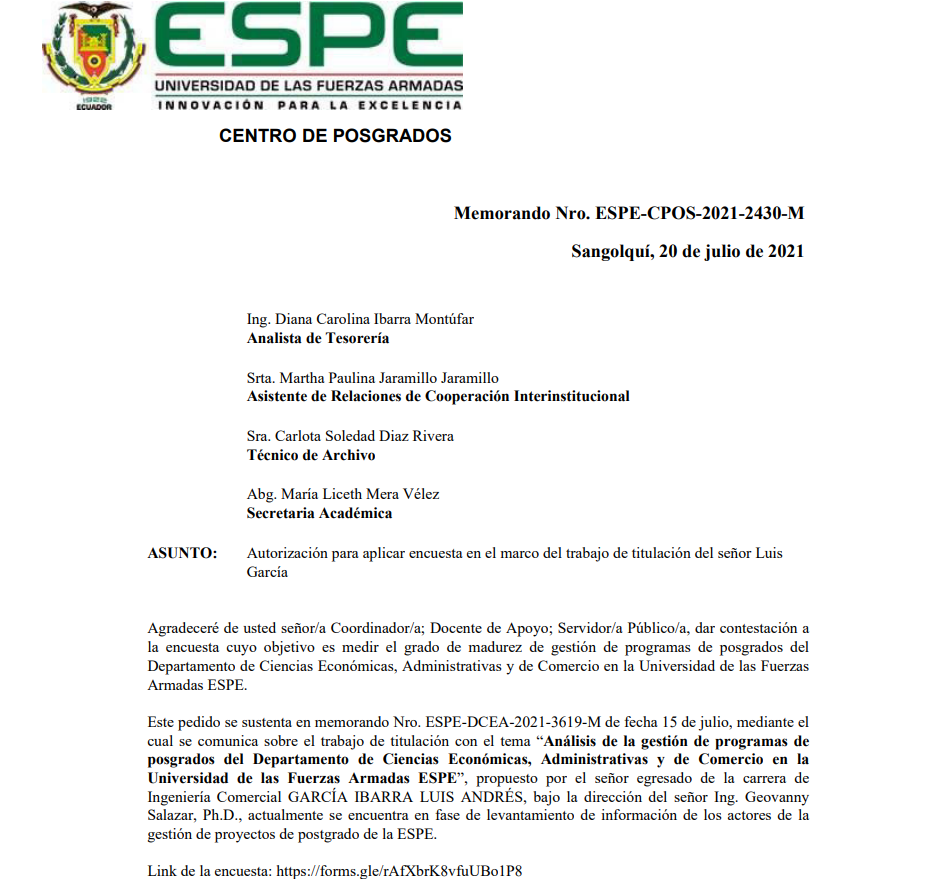 ESPE
UNIVERSIDAD DE LAS FUERZAS ARMADAS
INNOVACIÓN PARA LA EXCELENCIA
1922
ECUADOR
CENTRO DE POSGRADOS
Memorando Nro. ESPE-CPOS-2021-2430-M
Sangolquí, 20 de julio de 2021
Ing. Diana Carolina Ibarra Montúfar
Analista de Tesorería
Srta. Martha Paulina Jaramillo Jaramillo
Asistente de Relaciones de Cooperación Interinstitucional
Sra. Carlota Soledad Diaz Rivera
Técnico de Archivo
Abg. María Liceth Mera Vélez
Secretaria Académica
ASUNTO: Autorización para aplicar encuesta en el marco del trabajo de titulación del señor Luis
García
Agradeceré de usted señor/a Coordinador/a; Docente de Apoyo; Servidor/a Público/a, dar contestación a
la encuesta cuyo objetivo es medir el grado de madurez de gestión de programas de posgrados del
Departamento de Ciencias Económicas, Administrativas y de Comercio en la Universidad de las Fuerzas
Armadas ESPE.
Este pedido se sustenta en memorando Nro. ESPE-DCEA-2021-3619-M de fecha 15 de julio, mediante el
cual se comunica sobre el trabajo de titulación con el tema “Análisis de la gestión de programas de
posgrados del Departamento de Ciencias Económicas, Administrativas y de Comercio en la
Universidad de las Fuerzas Armadas ESPE”, propuesto por el señor egresado de la carrera de
Ingeniería Comercial GARCÍA IBARRA LUIS ANDRÉS, bajo la dirección del señor Ing. Geovanny
Salazar, Ph.D., actualmente se encuentra en fase de levantamiento de información de los actores de la
gestión de proyectos de postgrado de la ESPE.
Link de la encuesta: https://forms.gle/rAfXbrK8vfuUBo1P8